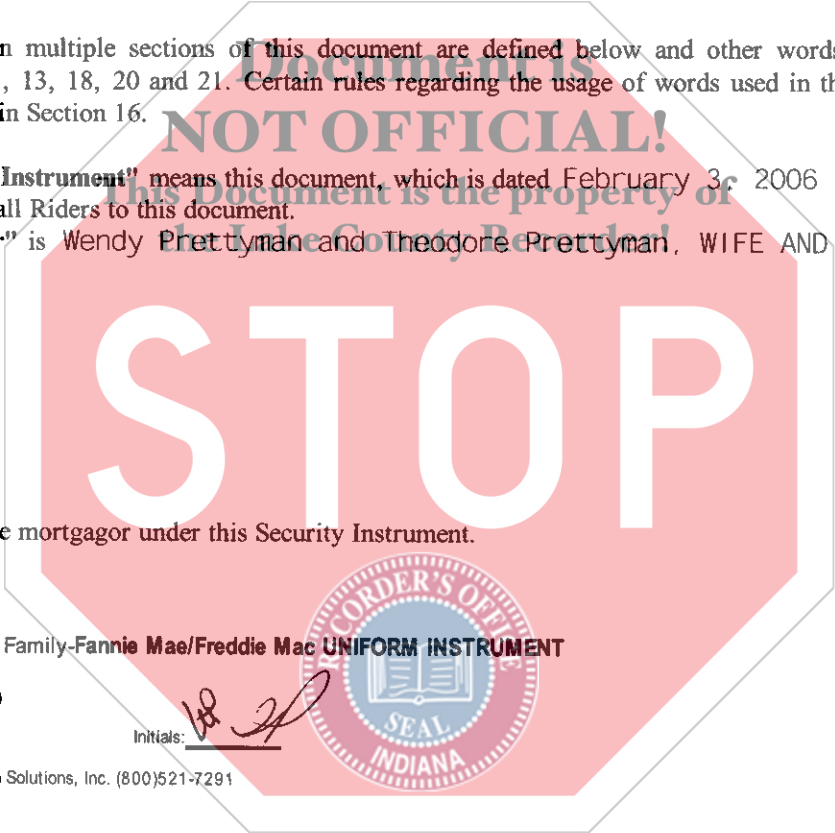 n multiple sections of this document are defined below and other words
, 13, 18, 20 and 21. Certain rules regarding the usage of words used in th
in Section 16.
Document is
NOT OFFICIAL!
This Document is the property of
the Lake County Recorder!
Instrument" means this document, which is dated February 3, 2006
all Riders to this document.
" is Wendy Prettyman and Theodore Prettyman, WIFE AND
STOP
e mortgagor under this Security Instrument.
RECORDER'S OFFICE
SEAL
INDIANA
Family-Fannie Mae/Freddie Mac UNIFORM INSTRUMENT
Initials:
Solutions, Inc. (800)521-7291